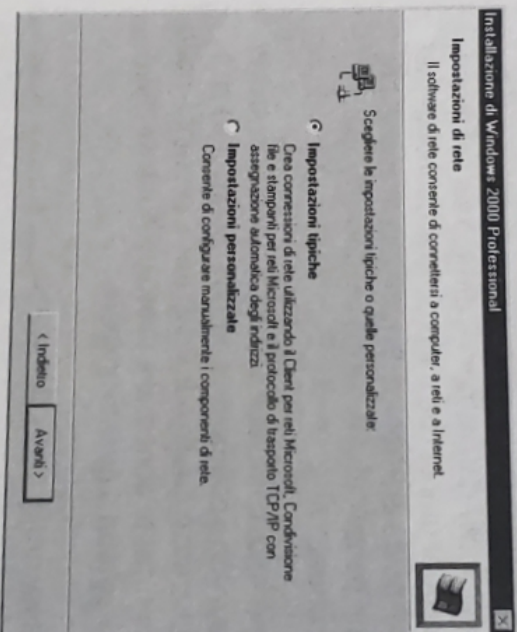 Installazione di Windows 2000 Professional
Impostazioni di rete
Il software di rete consente di connettersi a computer, a reti e a Internet.
Scegliere le impostazioni tipiche o quelle personalizzate:
Impostazioni tipiche
Crea connessioni di rete utilizzando il Client per reti Microsoft, Condivisione
file e stampanti per reti Microsoft e il protocollo di trasporto TCP/IP con
assegnazione automatica degli indirizzi.
Impostazioni personalizzate
Consente di configurare manualmente i componenti di rete.
< Indietro
Avanti >